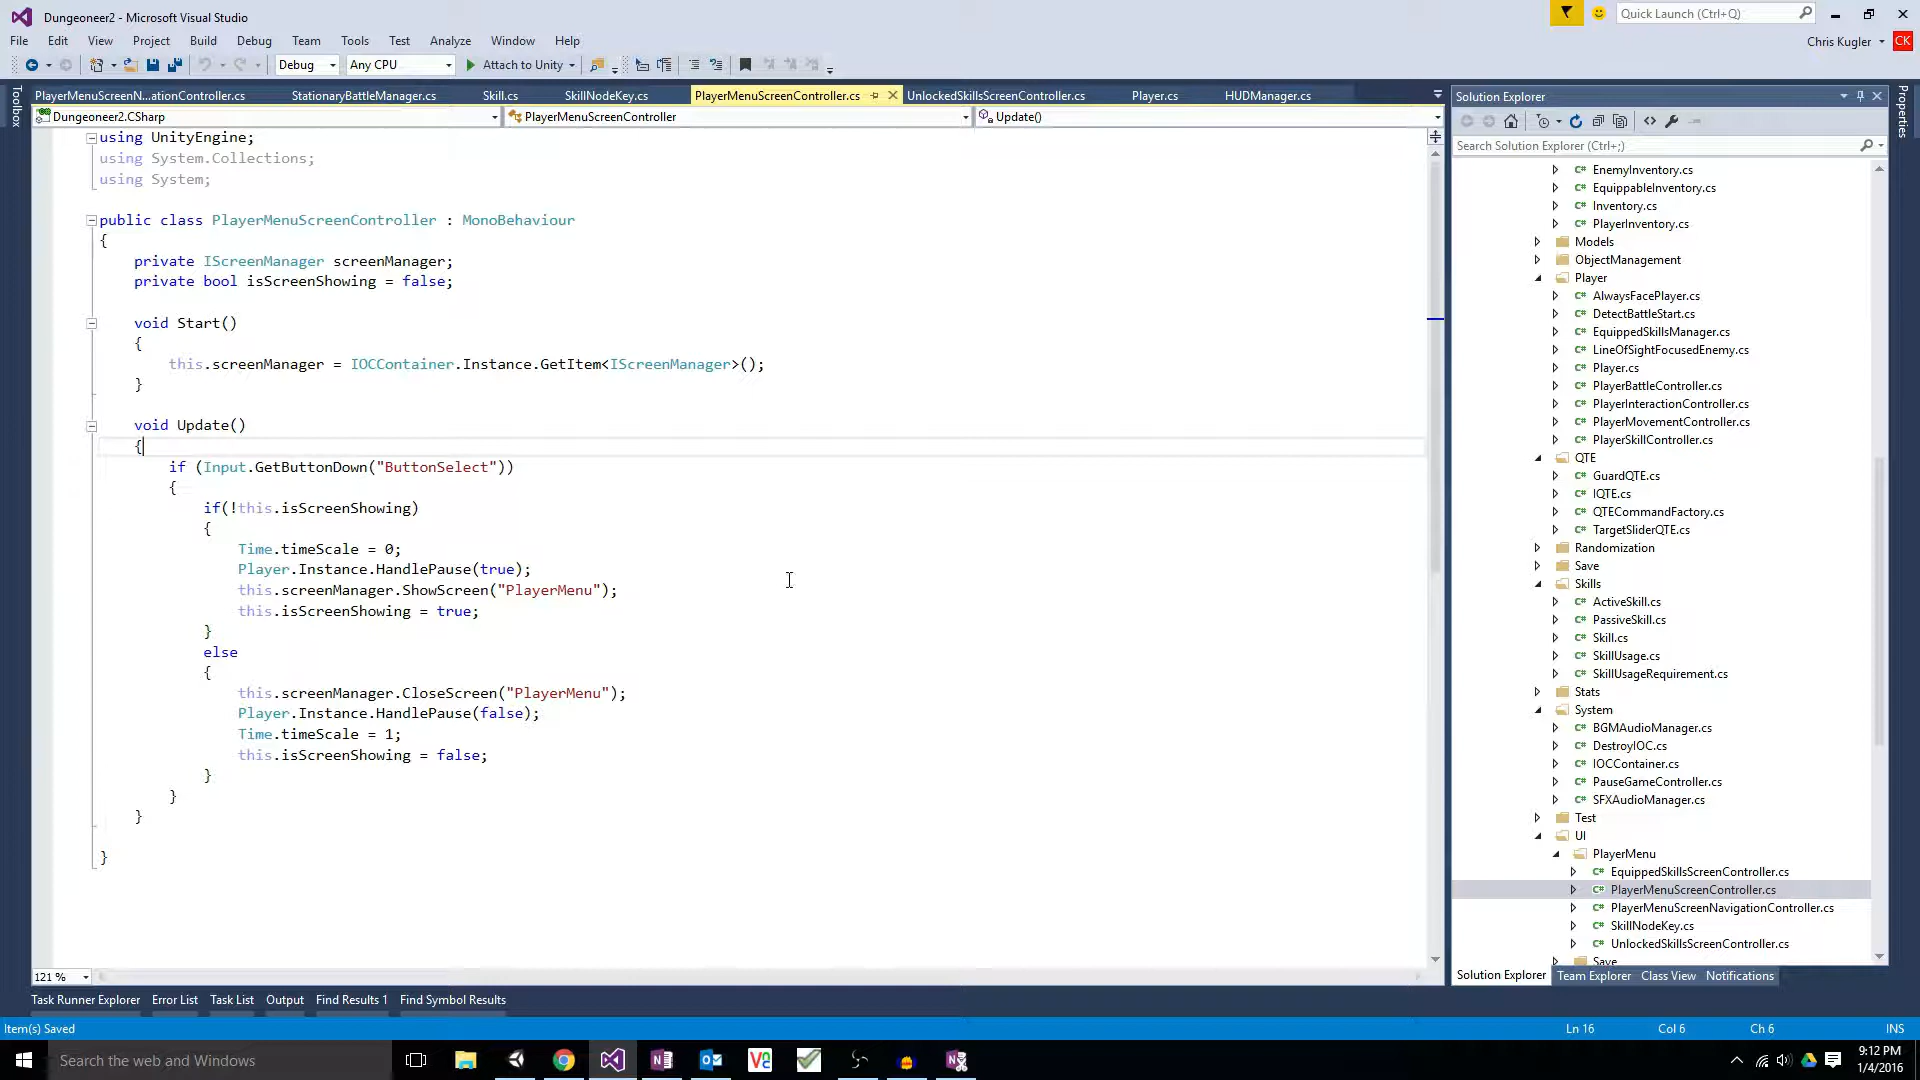 Dungeoneer2 - Microsoft Visual Studio
Quick Launch (Ctrl+Q)
File Edit View Project Build Debug Team Tools Test Analyze Window Help
Chris Kugler CK
Debug Any CPU Attach to Unity
Toolbox
PlayerMenuScreenN...ationController.cs StationaryBattleManager.cs Skill.cs SkillNodeKey.cs PlayerMenuScreenController.cs UnlockedSkillsScreenController.cs Player.cs HUDManager.cs
Dungeoneer2.CSharp PlayerMenuScreenController Update()
using UnityEngine;
using System.Collections;
using System;
public class PlayerMenuScreenController : MonoBehaviour
{
private IScreenManager screenManager;
private bool isScreenShowing = false;
void Start()
{
this.screenManager = IOCContainer.Instance.GetItem<IScreenManager>();
}
void Update()
{
if (Input.GetButtonDown("ButtonSelect"))
{
if(!this.isScreenShowing)
{
Time.timeScale = 0;
Player.Instance.HandlePause(true);
this.screenManager.ShowScreen("PlayerMenu");
this.isScreenShowing = true;
}
else
{
this.screenManager.CloseScreen("PlayerMenu");
Player.Instance.HandlePause(false);
Time.timeScale = 1;
this.isScreenShowing = false;
}
}
}
}
121 %
Solution Explorer
Properties
Search Solution Explorer (Ctrl+;)
C# EnemyInventory.cs
C# EquippableInventory.cs
C# Inventory.cs
C# PlayerInventory.cs
Models
ObjectManagement
Player
C# AlwaysFacePlayer.cs
C# DetectBattleStart.cs
C# EquippedSkillsManager.cs
C# LineOfSightFocusedEnemy.cs
C# Player.cs
C# PlayerBattleController.cs
C# PlayerInteractionController.cs
C# PlayerMovementController.cs
C# PlayerSkillController.cs
QTE
C# GuardQTE.cs
C# IQTE.cs
C# QTECommandFactory.cs
C# TargetSliderQTE.cs
Randomization
Save
Skills
C# ActiveSkill.cs
C# PassiveSkill.cs
C# Skill.cs
C# SkillUsage.cs
C# SkillUsageRequirement.cs
Stats
System
C# BGMAudioManager.cs
C# DestroyIOC.cs
C# IOCContainer.cs
C# PauseGameController.cs
C# SFXAudioManager.cs
Test
UI
PlayerMenu
C# EquippedSkillsScreenController.cs
C# PlayerMenuScreenController.cs
C# PlayerMenuScreenNavigationController.cs
C# SkillNodeKey.cs
C# UnlockedSkillsScreenController.cs
Save
Solution Explorer Team Explorer Class View Notifications
Task Runner Explorer Error List Task List Output Find Results 1 Find Symbol Results
Item(s) Saved Ln 16 Col 6 Ch 6 INS
Search the web and Windows
9:12 PM
1/4/2016